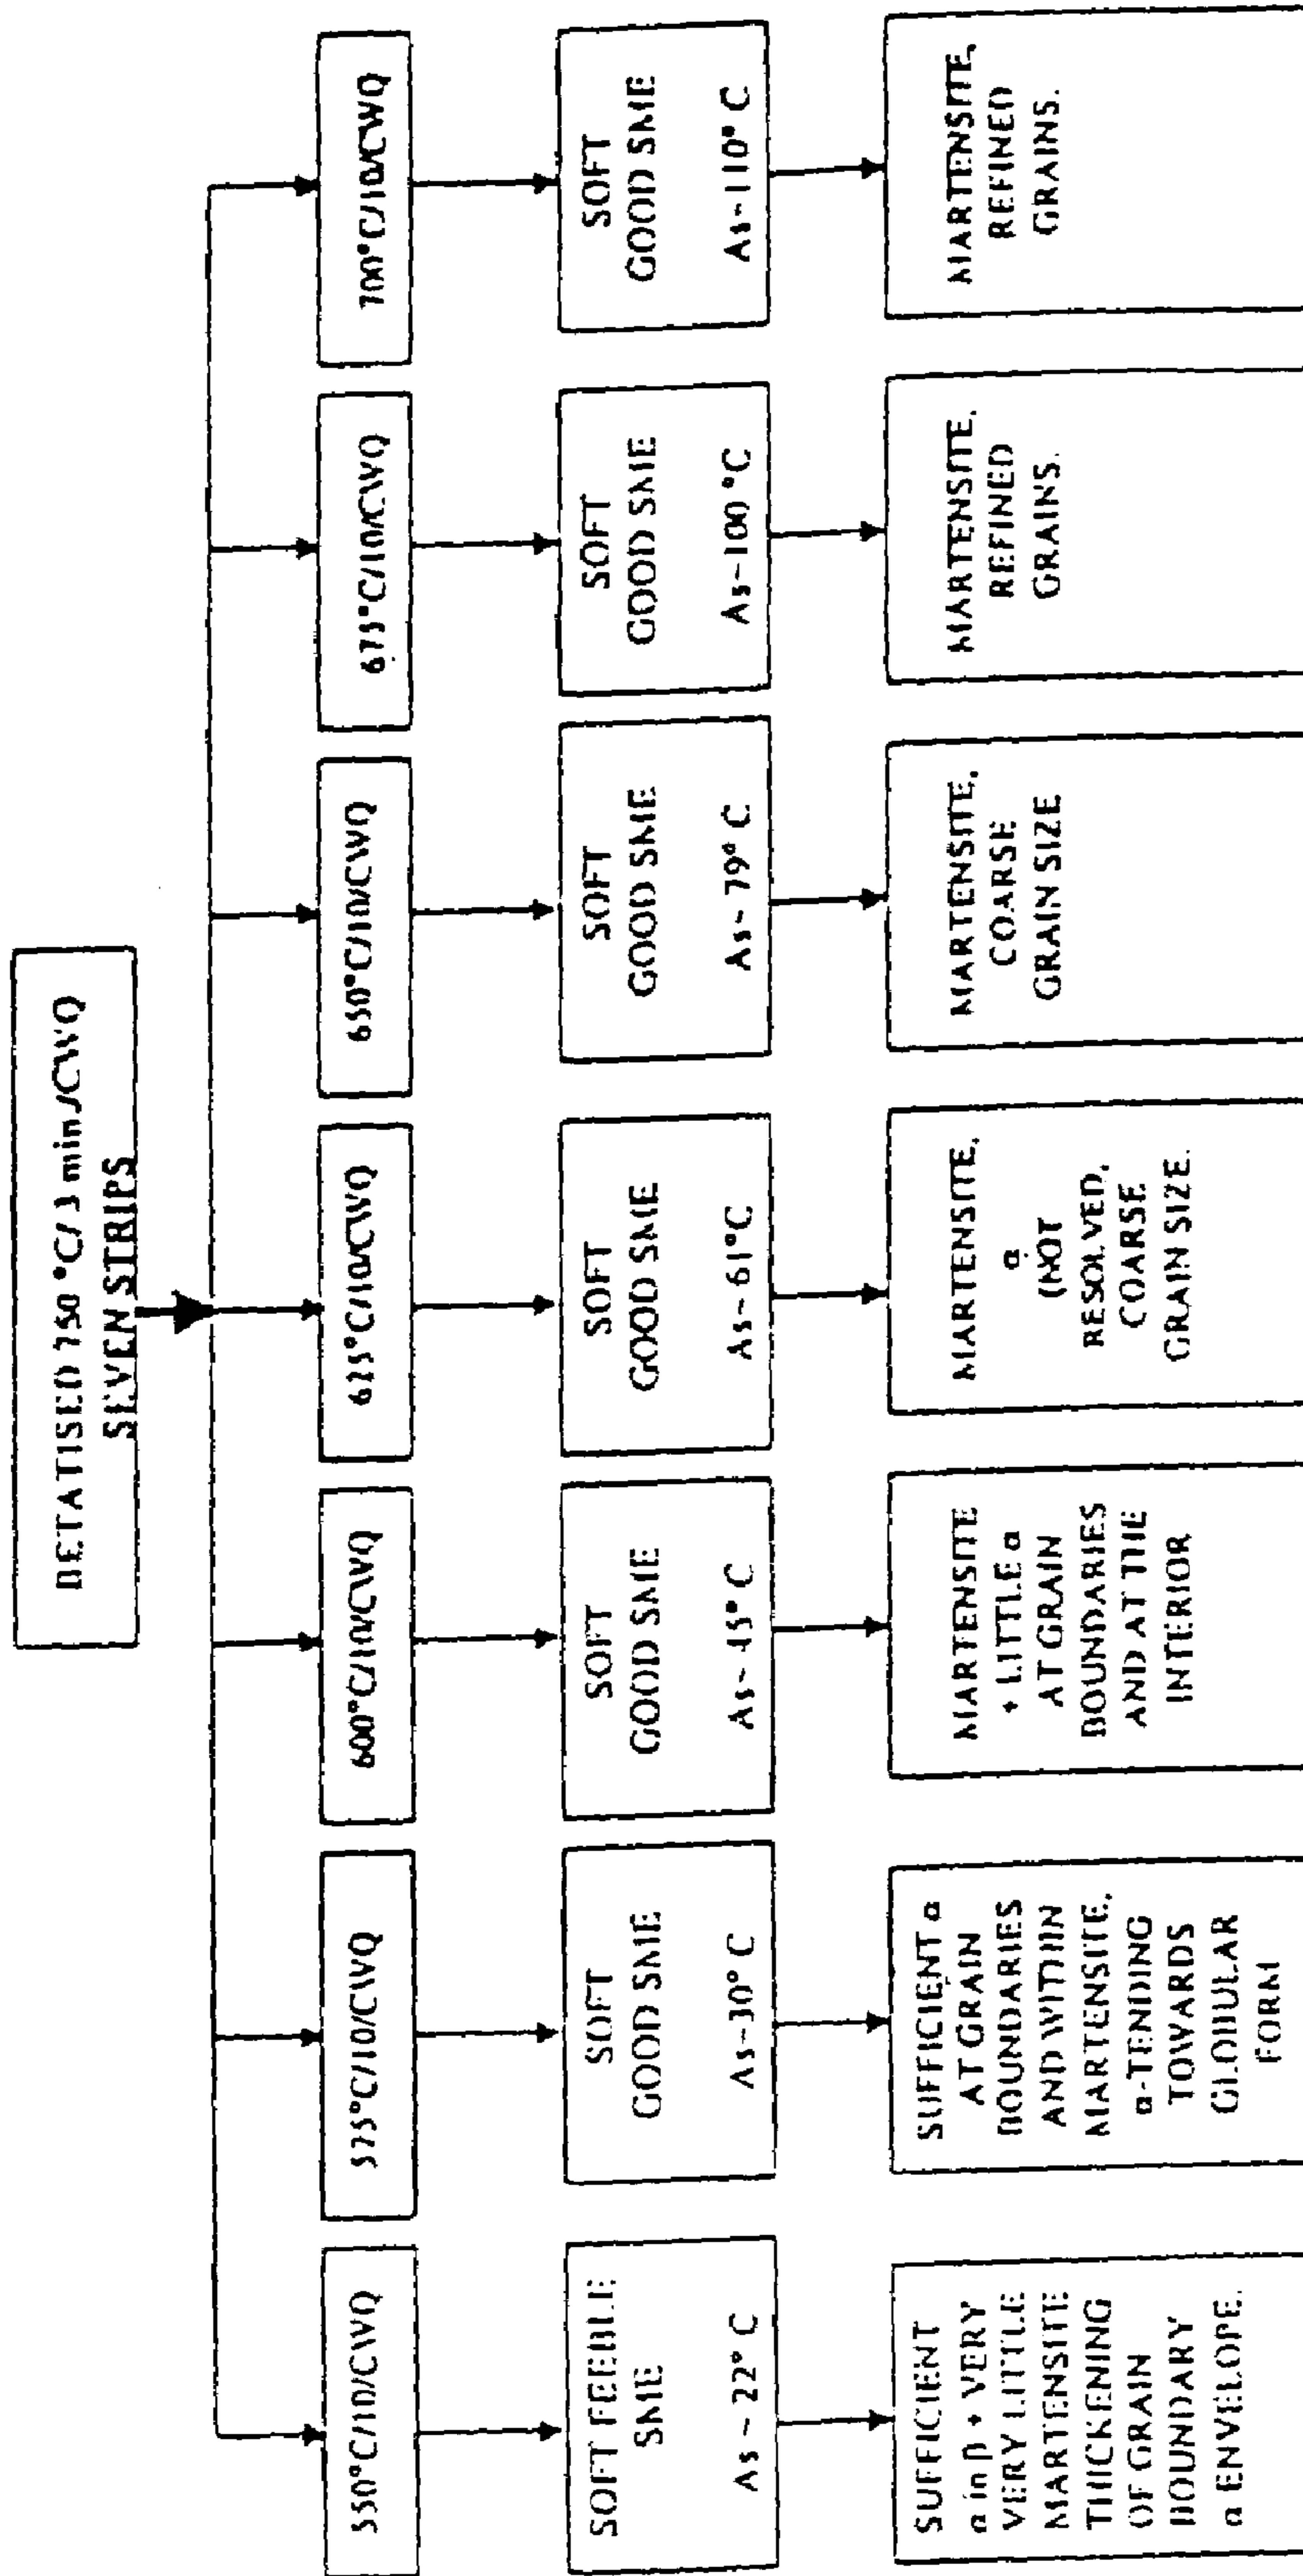 BETATISED 750 °C/ 3 min./CWQ
SEVEN STRIPS
550°C/10/CWQ
SOFT FEEBLE
SME
As ~ 22° C
SUFFICIENT
α in β + VERY
VERY LITTLE
MARTENSITE
THICKENING
OF GRAIN
BOUNDARY
α ENVELOPE.
575°C/10/CWQ
SOFT
GOOD SME
As~30° C
SUFFICIENT α
AT GRAIN
BOUNDARIES
AND WITHIN
MARTENSITE.
α-TENDING
TOWARDS
GLOBULAR
FORM
600°C/10/CWQ
SOFT
GOOD SME
As~45° C
MARTENSITE
+ LITTLE α
AT GRAIN
BOUNDARIES
AND AT THE
INTERIOR
625°C/10/CWQ
SOFT
GOOD SME
As~61°C
MARTENSITE,
α
(NOT
RESOLVED,
COARSE
GRAIN SIZE.
650°C/10/CWQ
SOFT
GOOD SME
As~79° C
MARTENSITE,
COARSE
GRAIN SIZE
675°C/10/CWQ
SOFT
GOOD SME
As~100 °C
MARTENSITE,
REFINED
GRAINS.
700°C/10/CWQ
SOFT
GOOD SME
As~110° C
MARTENSITE,
REFINED
GRAINS.